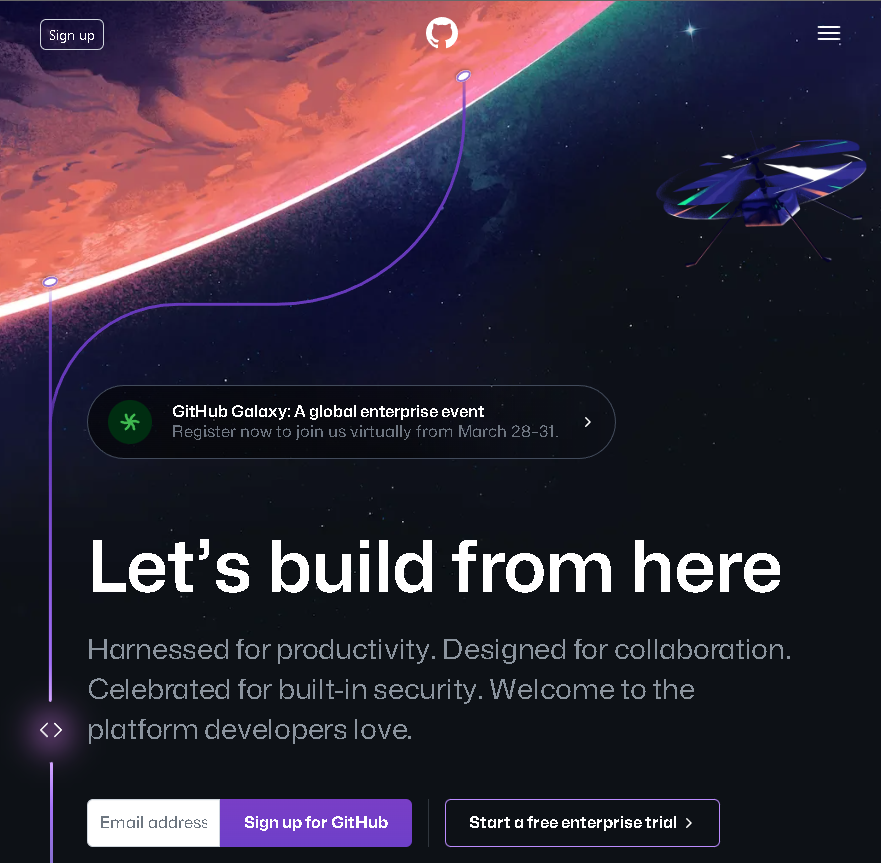 Sign up
GitHub Galaxy: A global enterprise event
Register now to join us virtually from March 28–31.
Let’s build from here
Harnessed for productivity. Designed for collaboration.
Celebrated for built-in security. Welcome to the
platform developers love.
Email address
Sign up for GitHub
Start a free enterprise trial